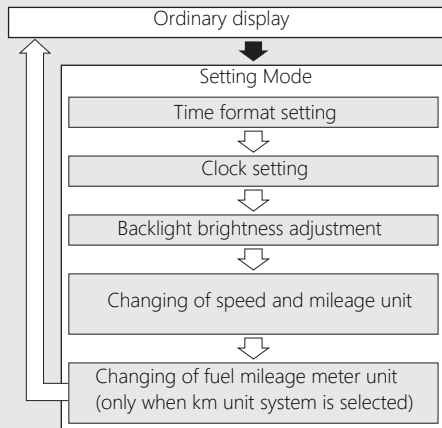 Ordinary display
Setting Mode
Time format setting
Clock setting
Backlight brightness adjustment
Changing of speed and mileage unit
Changing of fuel mileage meter unit
(only when km unit system is selected)